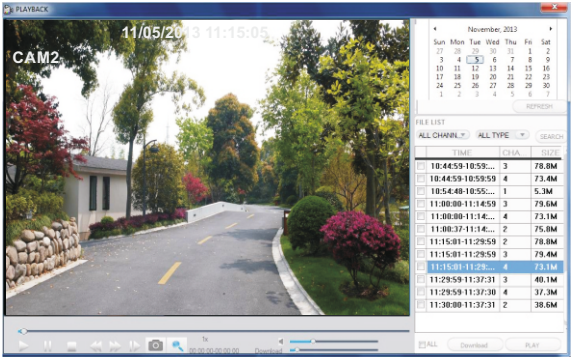 PLAYBACK
11/05/2013 11:15:05
CAM2
November, 2013
Sun Mon Tue Wed Thu Fri Sat
27 28 29 30 31 1 2
3 4 5 6 7 8 9
10 11 12 13 14 15 16
17 18 19 20 21 22 23
24 25 26 27 28 29 30
1 2 3 4 5 6 7
REFRESH
FILE LIST
ALL CHANN.. ALL TYPE SEARCH
TIME CHA SIZE
10:44:59-10:59:... 3 78.8M
10:44:59-10:59:59 4 73.4M
10:54:48-10:55:... 1 5.3M
11:00:00-11:14:59 3 79.6M
11:00:00-11:14:... 4 73.1M
11:00:37-11:14:... 2 75.8M
11:15:01-11:29:59 2 78.8M
11:15:01-11:29:59 3 79.4M
11:15:01-11:29:... 4 73.1M
11:29:59-11:37:31 3 40.1M
11:29:59-11:37:30 4 37.3M
11:30:00-11:37:31 2 38.6M
1x
00:00:00-00:00:00 Download
ALL Download PLAY